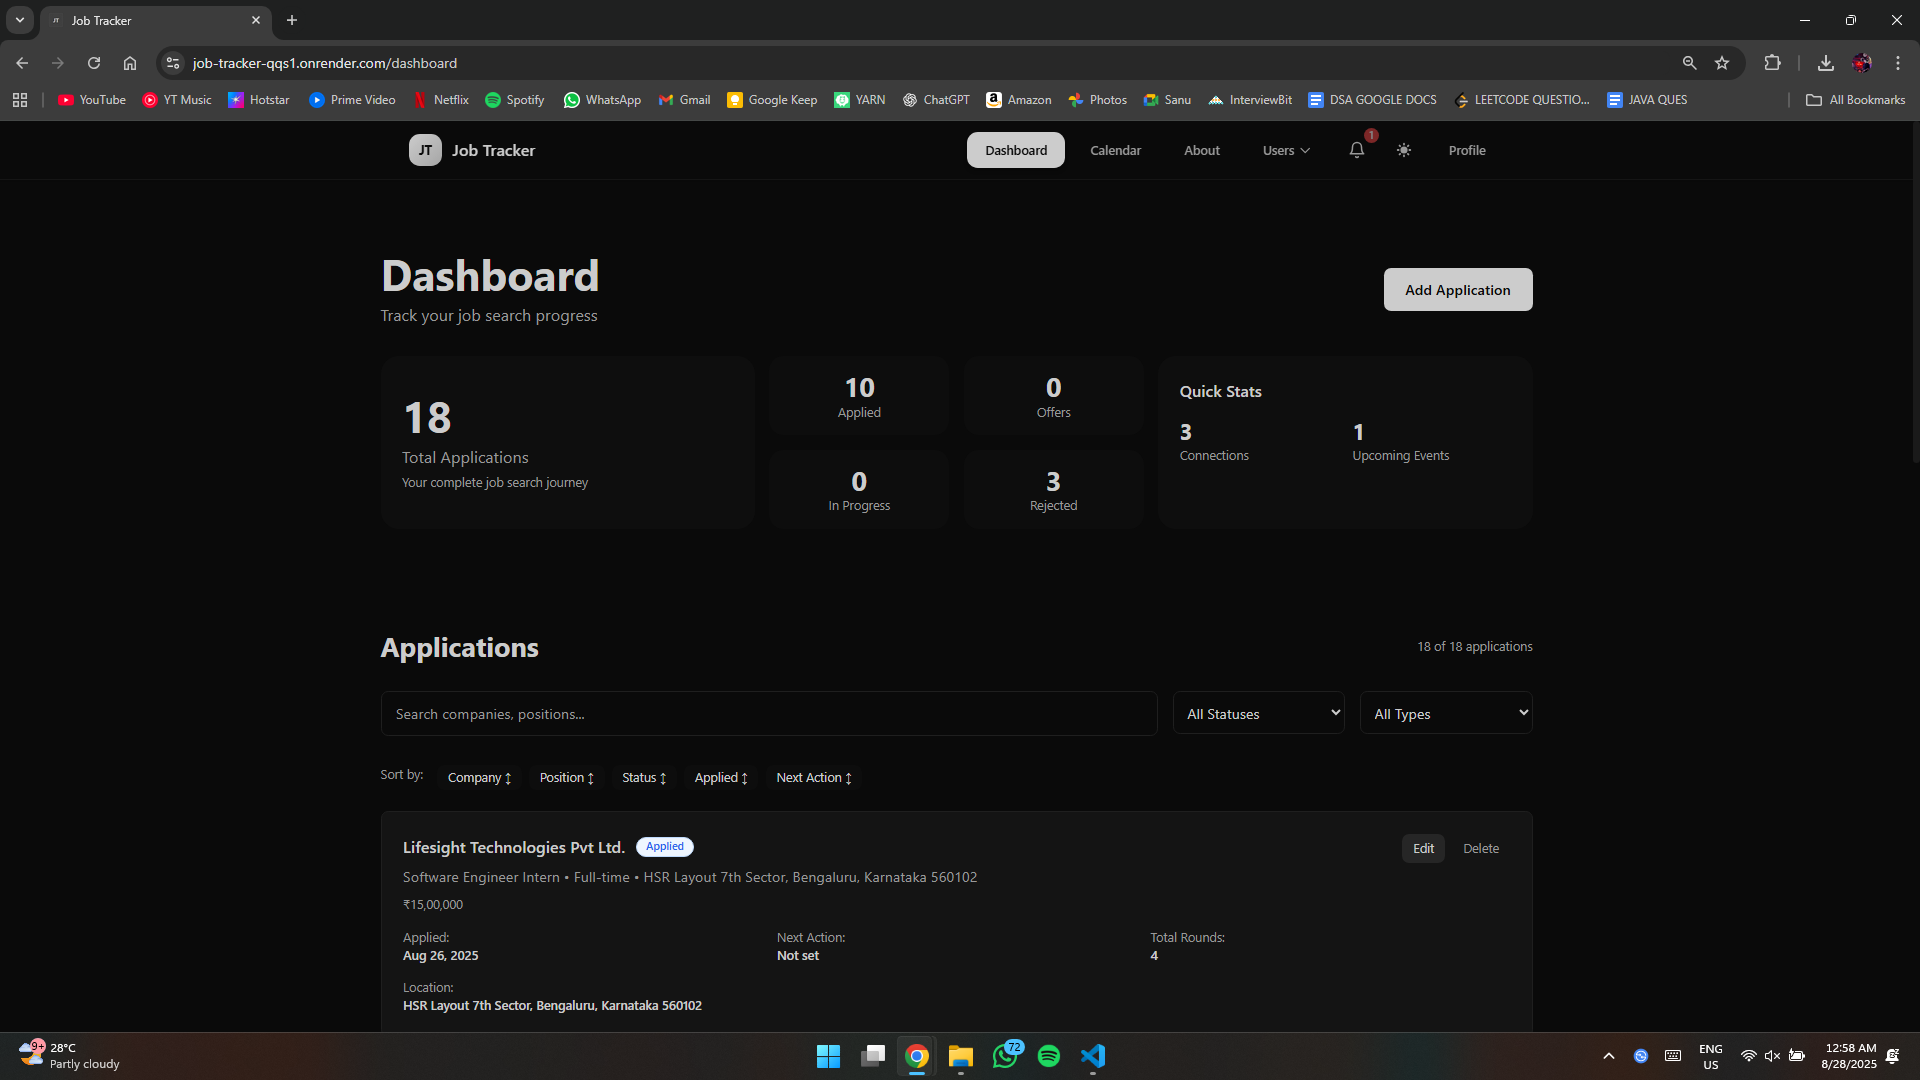 JT Job Tracker
job-tracker-qqs1.onrender.com/dashboard
YouTube YT Music Hotstar Prime Video Netflix Spotify WhatsApp Gmail Google Keep YARN ChatGPT Amazon Photos Sanu InterviewBit DSA GOOGLE DOCS LEETCODE QUESTIO... JAVA QUES All Bookmarks
JT Job Tracker Dashboard Calendar About Users 1 Profile
Dashboard
Track your job search progress
Add Application
18
Total Applications
Your complete job search journey
10
Applied
0
Offers
0
In Progress
3
Rejected
Quick Stats
3
Connections
1
Upcoming Events
Applications
18 of 18 applications
Search companies, positions...
All Statuses
All Types
Sort by: Company ↕ Position ↕ Status ↕ Applied ↕ Next Action ↕
Lifesight Technologies Pvt Ltd. Applied
Edit Delete
Software Engineer Intern • Full-time • HSR Layout 7th Sector, Bengaluru, Karnataka 560102
₹15,00,000
Applied:
Aug 26, 2025
Next Action:
Not set
Total Rounds:
4
Location:
HSR Layout 7th Sector, Bengaluru, Karnataka 560102
9+
28°C
Partly cloudy
72
ENG
US
12:58 AM
8/28/2025